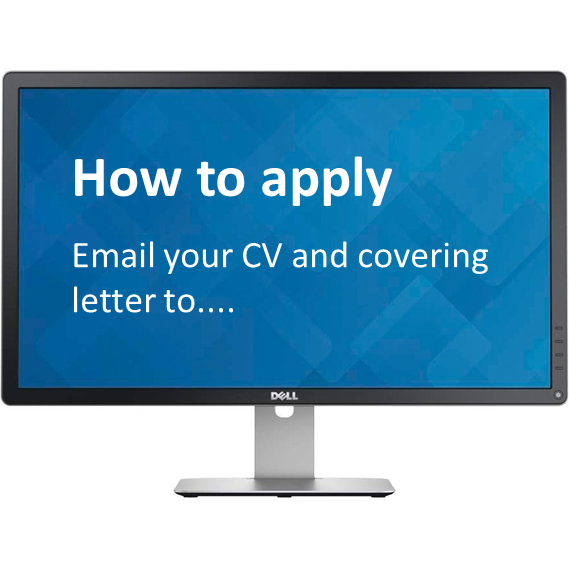 How to apply
Email your CV and covering
letter to....
DELL